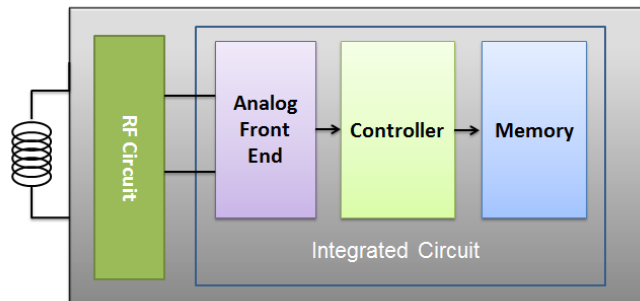 RF Circuit
Analog
Front
End
Controller
Memory
Integrated Circuit